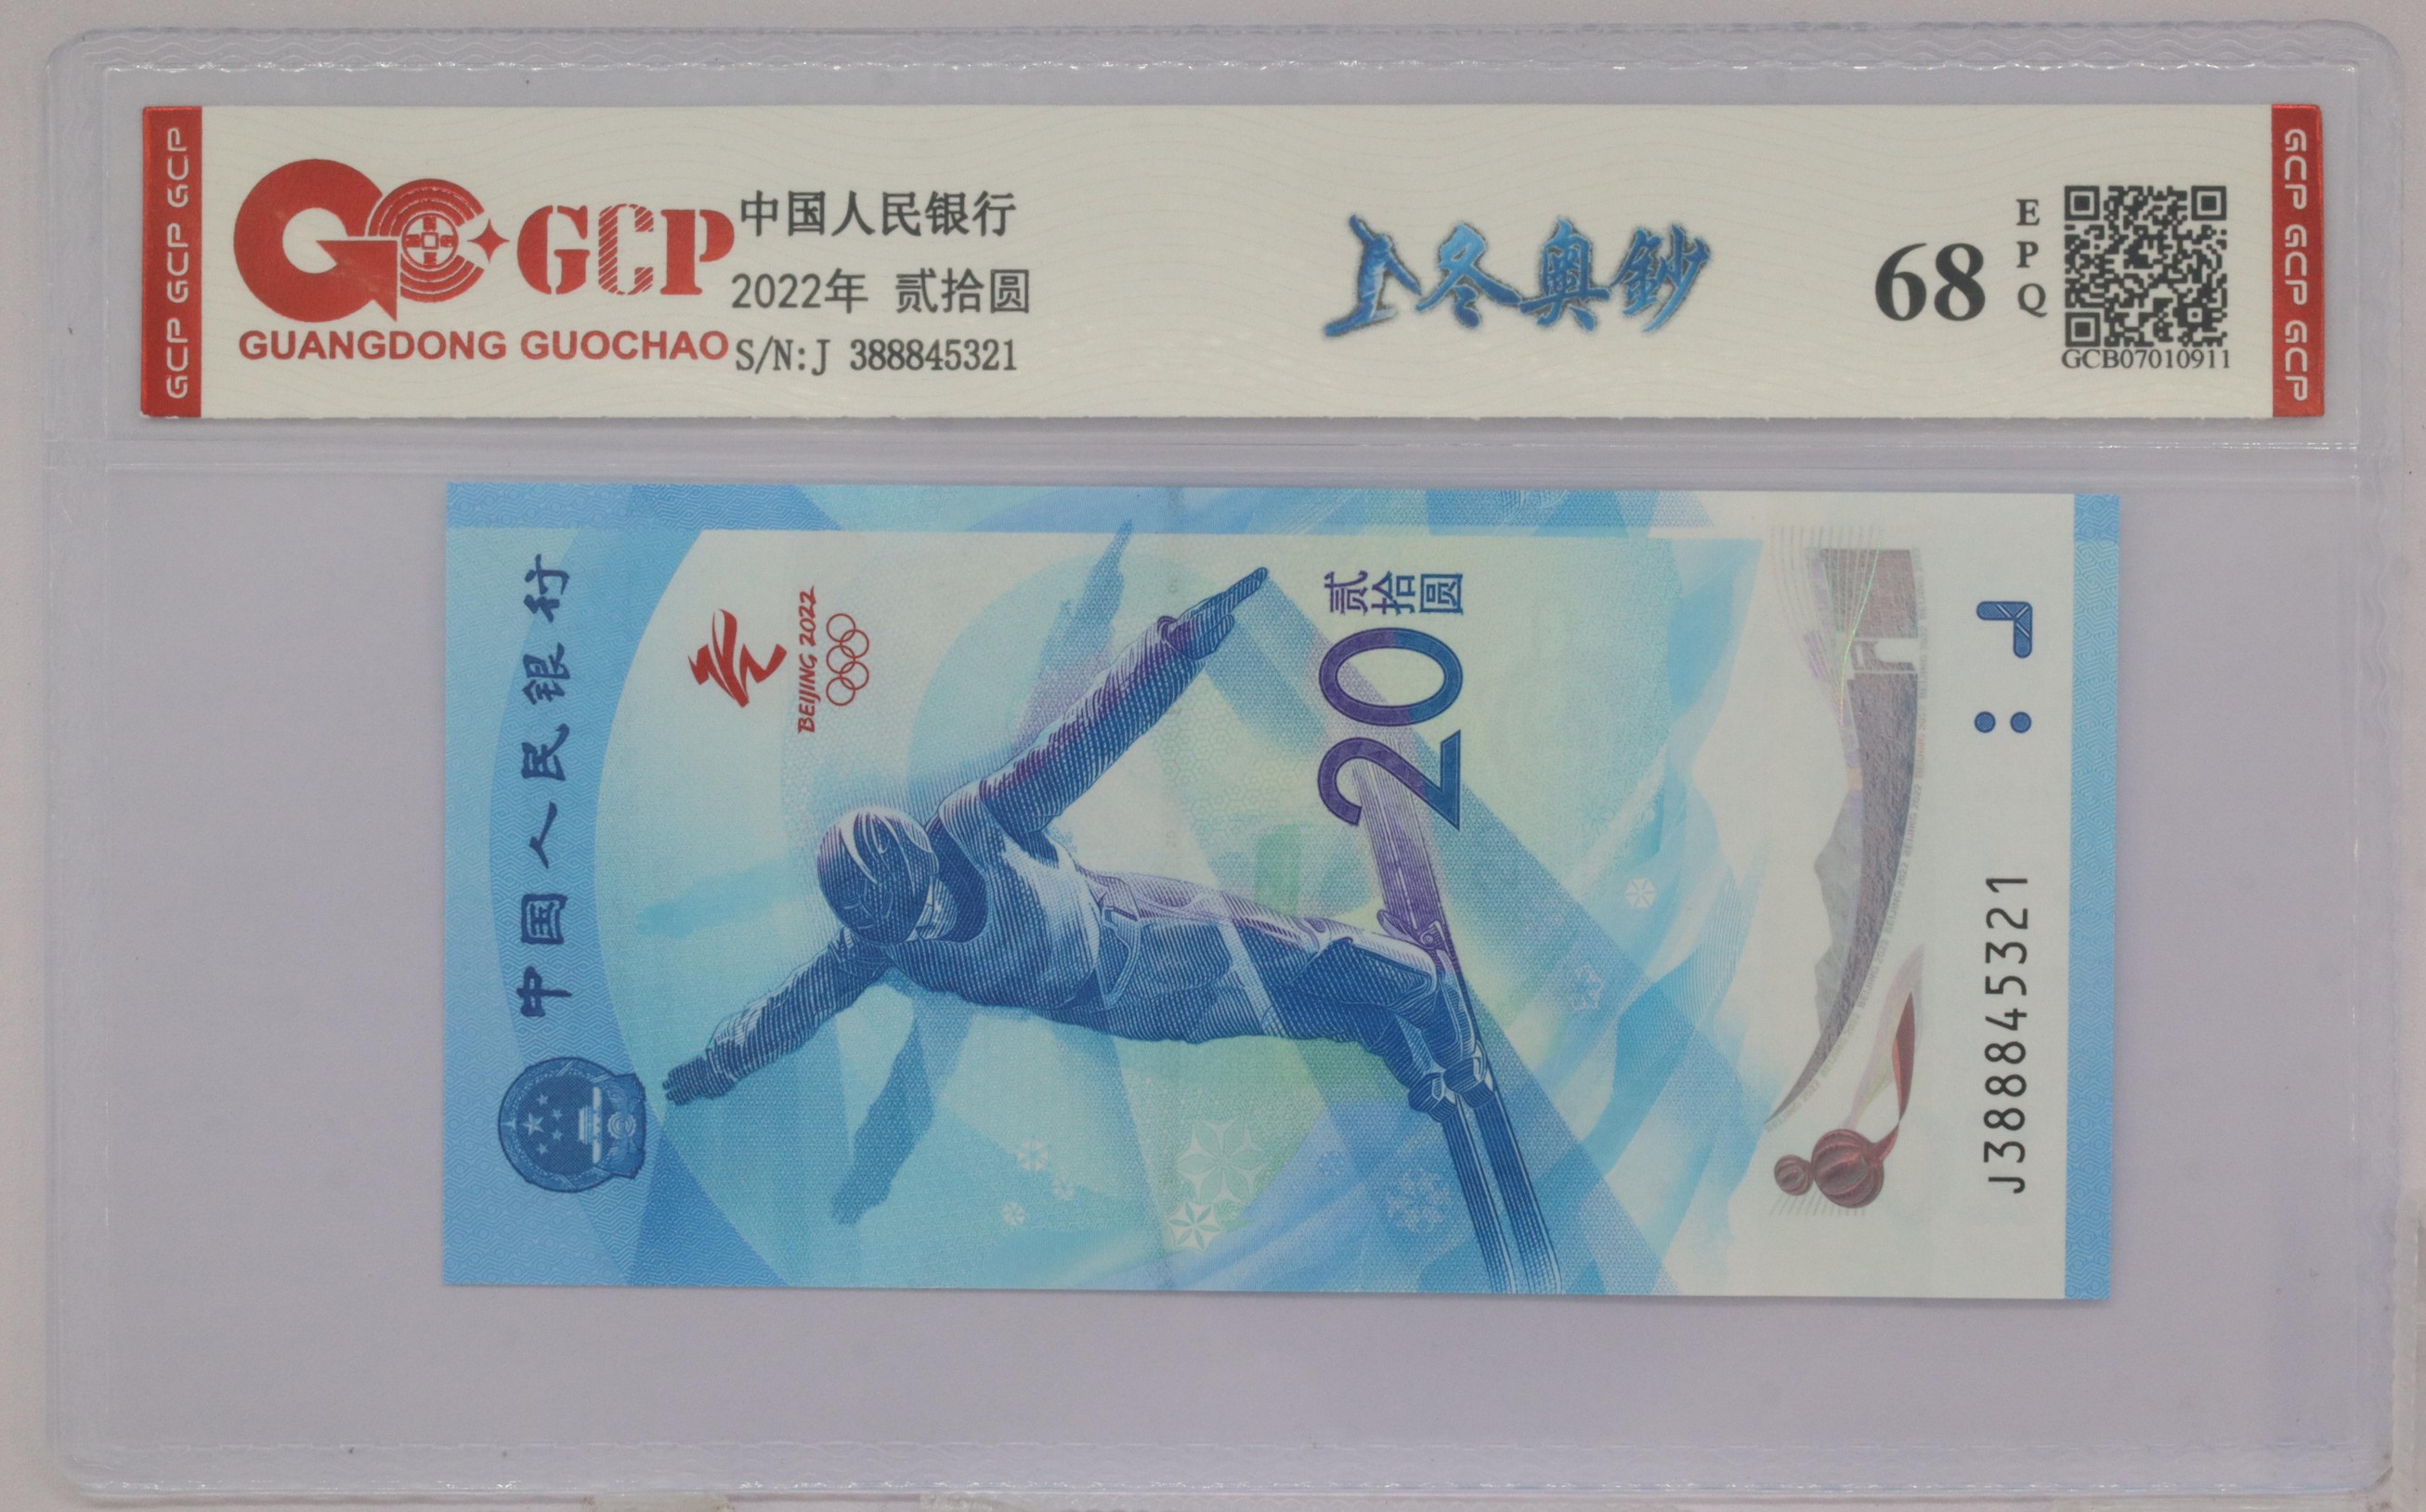 GCP GCP GCP
GCP
GUANGDONG GUOCHAO
中国人民银行
2022年 贰拾圆
S/N:J 388845321
冬奥鈔
68
EPQ
GCB07010911
GCP GCP GCP
中国人民银行
BEIJING 2022
贰拾圆
20
J388845321